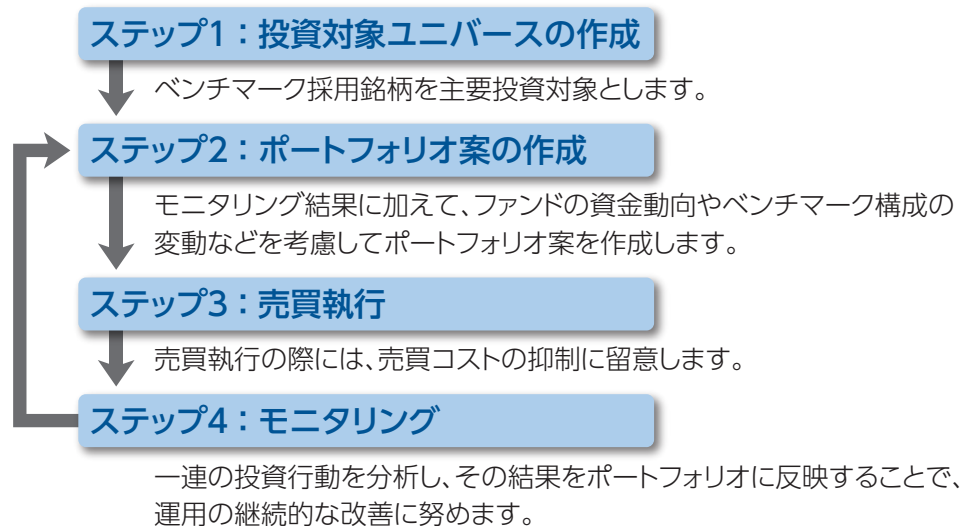 ステップ1：投資対象ユニバースの作成
ベンチマーク採用銘柄を主要投資対象とします。
ステップ2：ポートフォリオ案の作成
モニタリング結果に加えて、ファンドの資金動向やベンチマーク構成の
変動などを考慮してポートフォリオ案を作成します。
ステップ3：売買執行
売買執行の際には、売買コストの抑制に留意します。
ステップ4：モニタリング
一連の投資行動を分析し、その結果をポートフォリオに反映することで、
運用の継続的な改善に努めます。